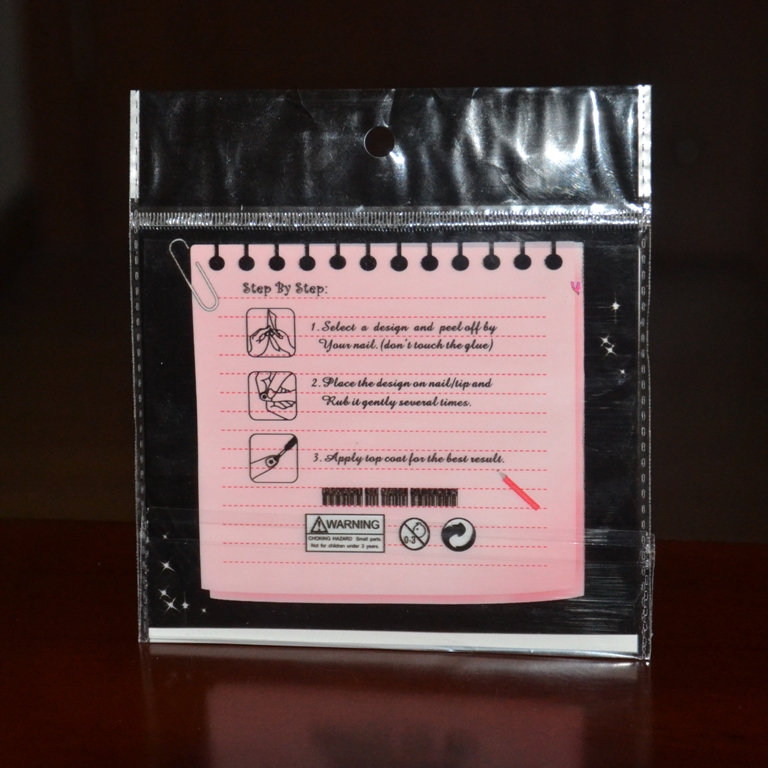 Step By Step:
1. Select a design and peel off by
Your nail. (don't touch the glue)
2. Place the design on nail/tip and
Rub it gently several times.
3. Apply top coat for the best result.
WARNING
CHOKING HAZARD Small parts.
Not for children under 3 years.
0-3